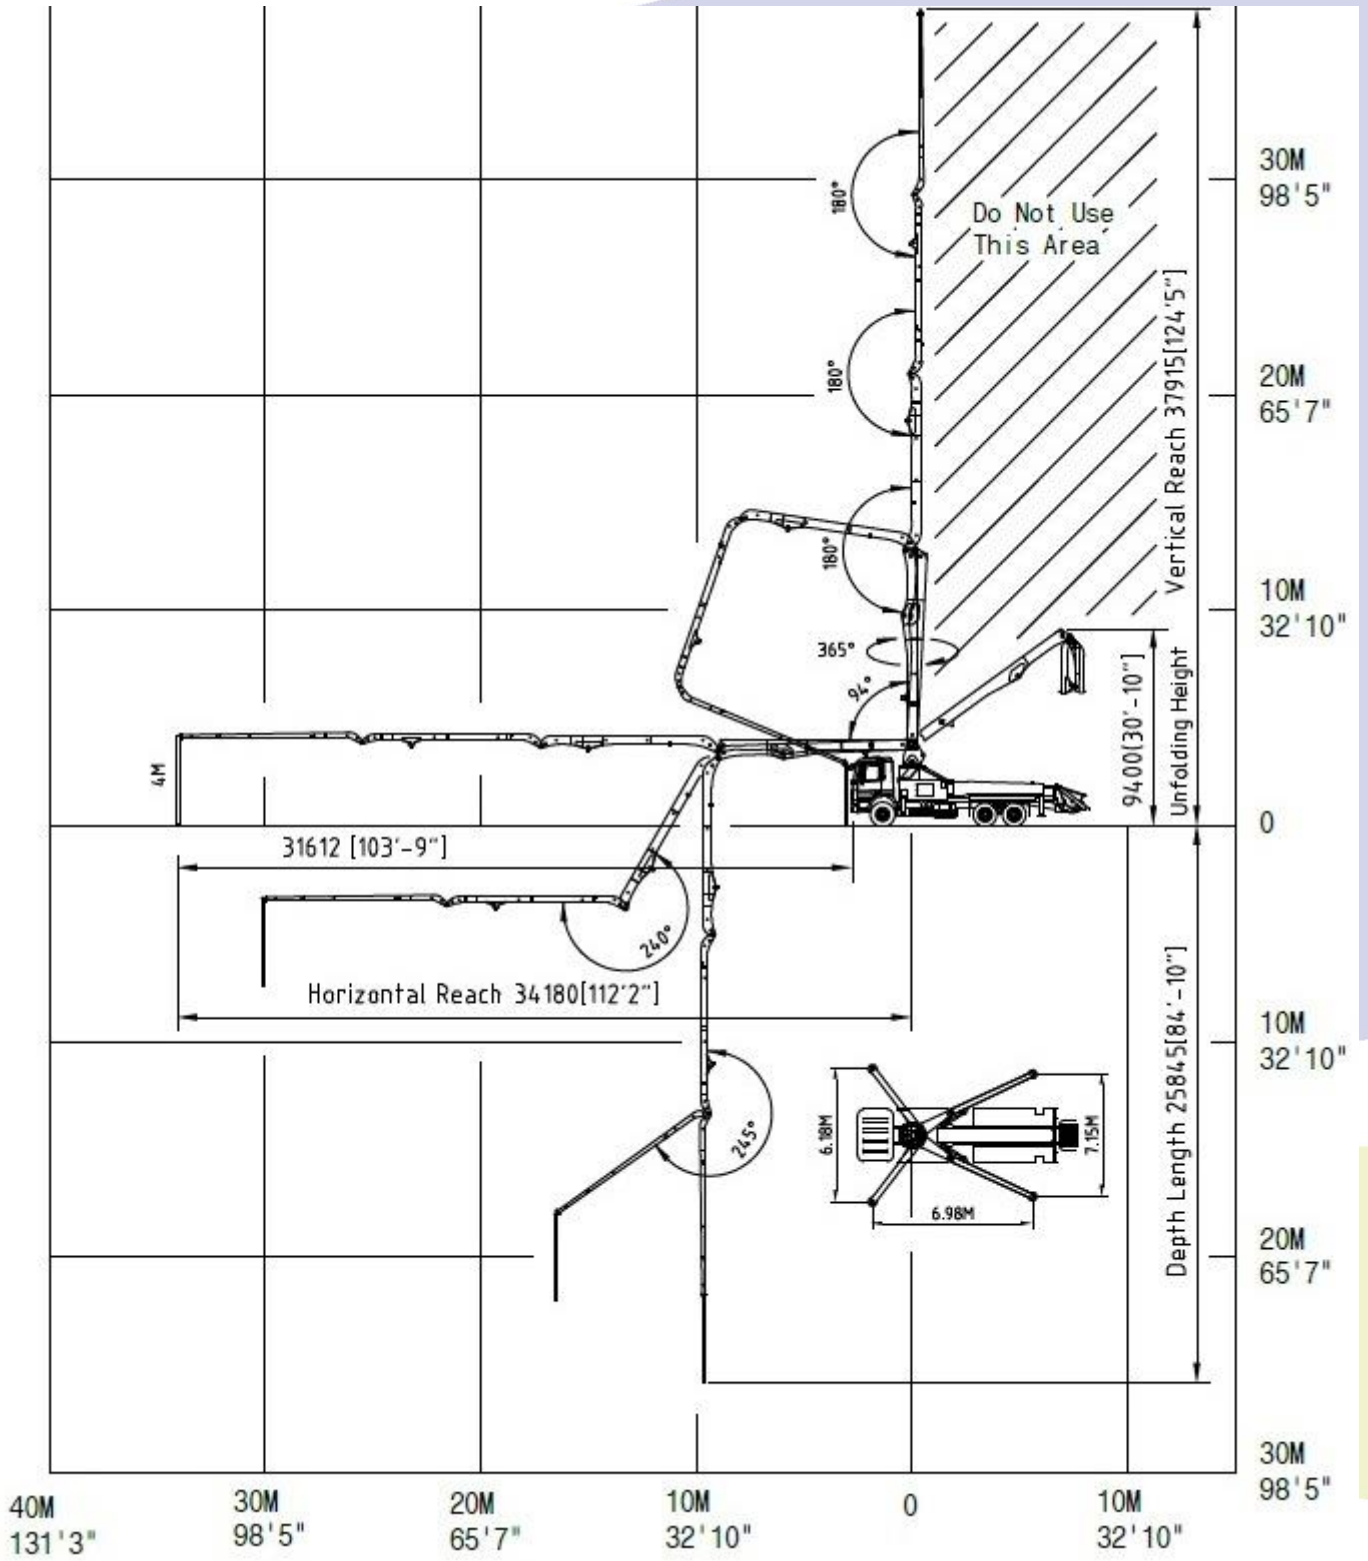 30M
98'5"
180°
Do Not Use
This Area
Vertical Reach 37915[124'5"]
20M
65'7"
180°
180°
10M
32'10"
365°
94°
9400(30'-10")
Unfolding Height
4M
0
31612 [103'-9"]
240°
Horizontal Reach 34180[112'2"]
10M
32'10"
Depth Length 25845[84'-10"]
245°
6.18M
7.15M
6.98M
20M
65'7"
30M
98'5"
40M
131'3"
30M
98'5"
20M
65'7"
10M
32'10"
0
10M
32'10"